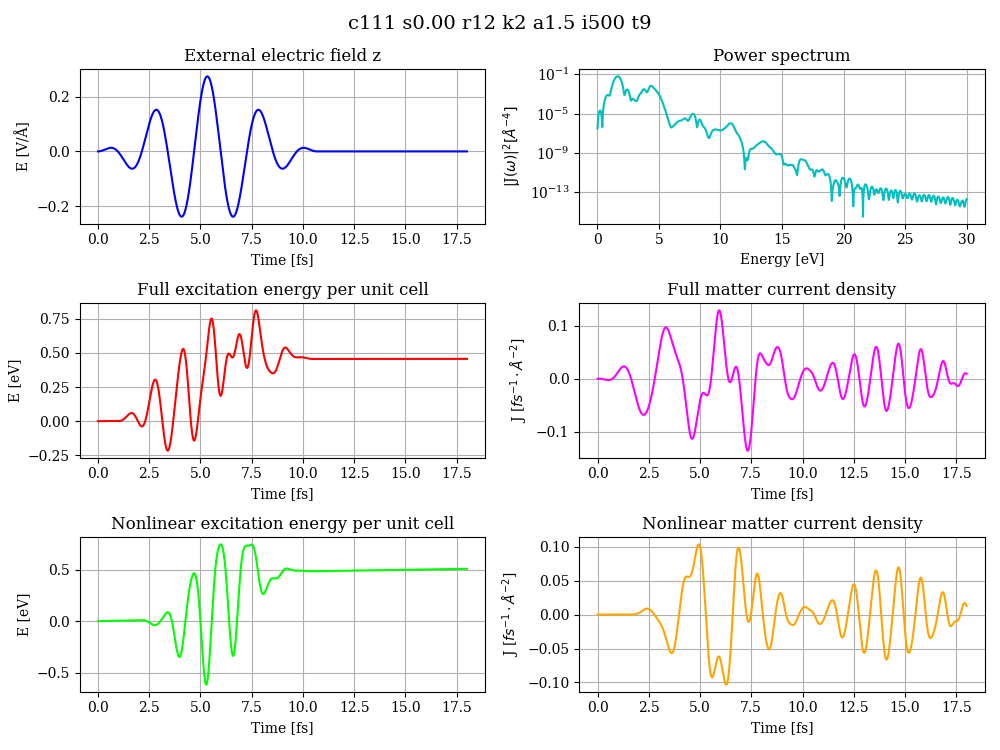 c111 s0.00 r12 k2 a1.5 i500 t9
External electric field z
E [V/Å]
0.2
0.0
−0.2
0.0 2.5 5.0 7.5 10.0 12.5 15.0 17.5
Time [fs]
Power spectrum
|J(ω)|²[Å⁻⁴]
10⁻¹
10⁻⁵
10⁻⁹
10⁻¹³
0 5 10 15 20 25 30
Energy [eV]
Full excitation energy per unit cell
E [eV]
0.75
0.50
0.25
0.00
−0.25
0.0 2.5 5.0 7.5 10.0 12.5 15.0 17.5
Time [fs]
Full matter current density
J [fs⁻¹ · Å⁻²]
0.1
0.0
−0.1
0.0 2.5 5.0 7.5 10.0 12.5 15.0 17.5
Time [fs]
Nonlinear excitation energy per unit cell
E [eV]
0.5
0.0
−0.5
0.0 2.5 5.0 7.5 10.0 12.5 15.0 17.5
Time [fs]
Nonlinear matter current density
J [fs⁻¹ · Å⁻²]
0.10
0.05
0.00
−0.05
−0.10
0.0 2.5 5.0 7.5 10.0 12.5 15.0 17.5
Time [fs]